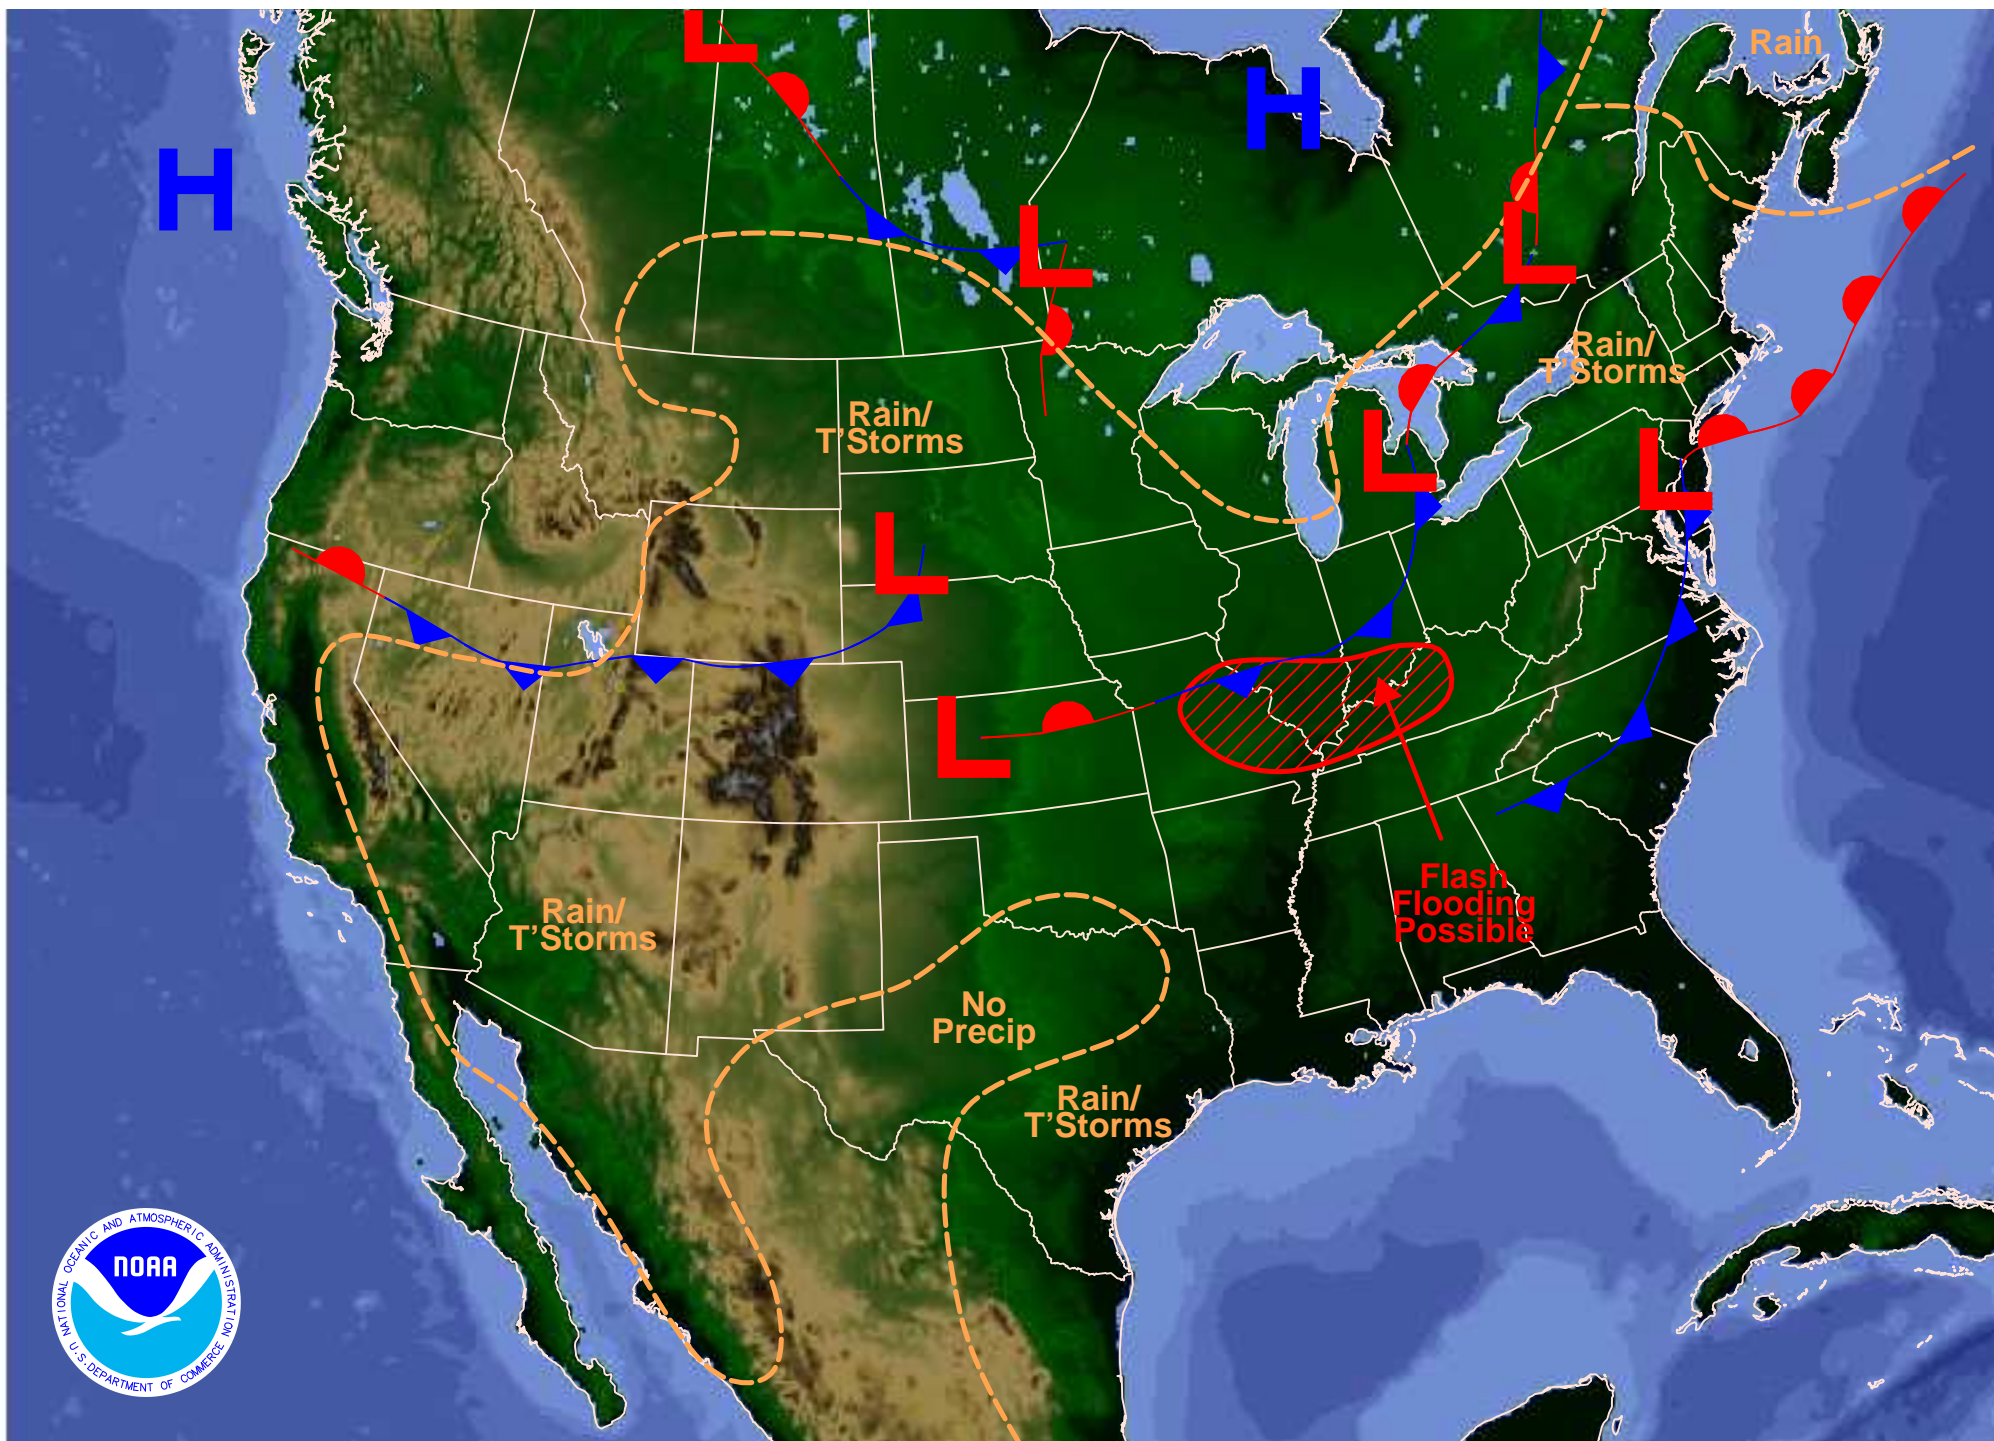 L
Rain
H
H
L
L
Rain/
T'Storms
Rain/
T'Storms
L
L
L
L
Flash
Flooding
Possible
Rain/
T'Storms
No
Precip
Rain/
T'Storms
NATIONAL OCEANIC AND ATMOSPHERIC ADMINISTRATION
NOAA
U.S. DEPARTMENT OF COMMERCE